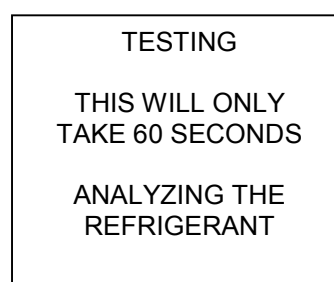 TESTING
THIS WILL ONLY
TAKE 60 SECONDS
ANALYZING THE
REFRIGERANT